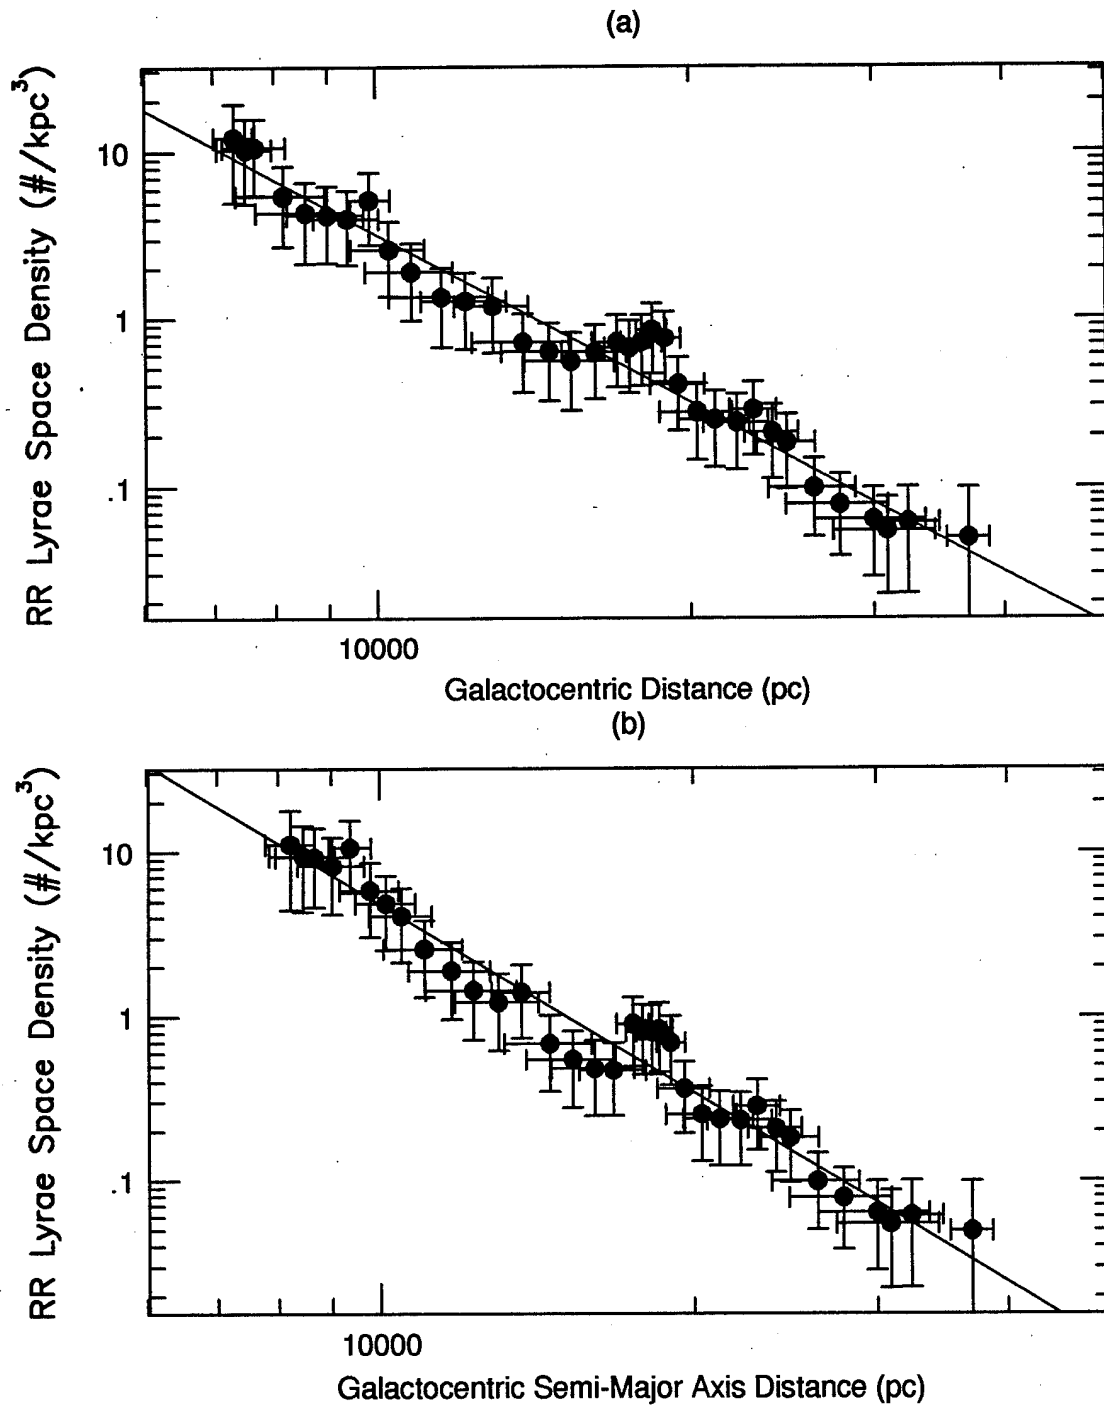 (a)
RR Lyrae Space Density (#/kpc³)
10
1
.1
10000
Galactocentric Distance (pc)
(b)
RR Lyrae Space Density (#/kpc³)
10
1
.1
10000
Galactocentric Semi-Major Axis Distance (pc)